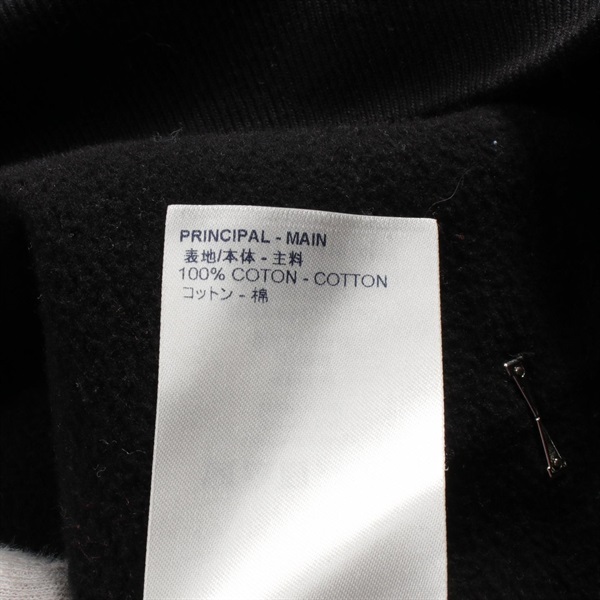 PRINCIPAL - MAIN
表地/本体 - 主料
100% COTON - COTTON
コットン - 棉